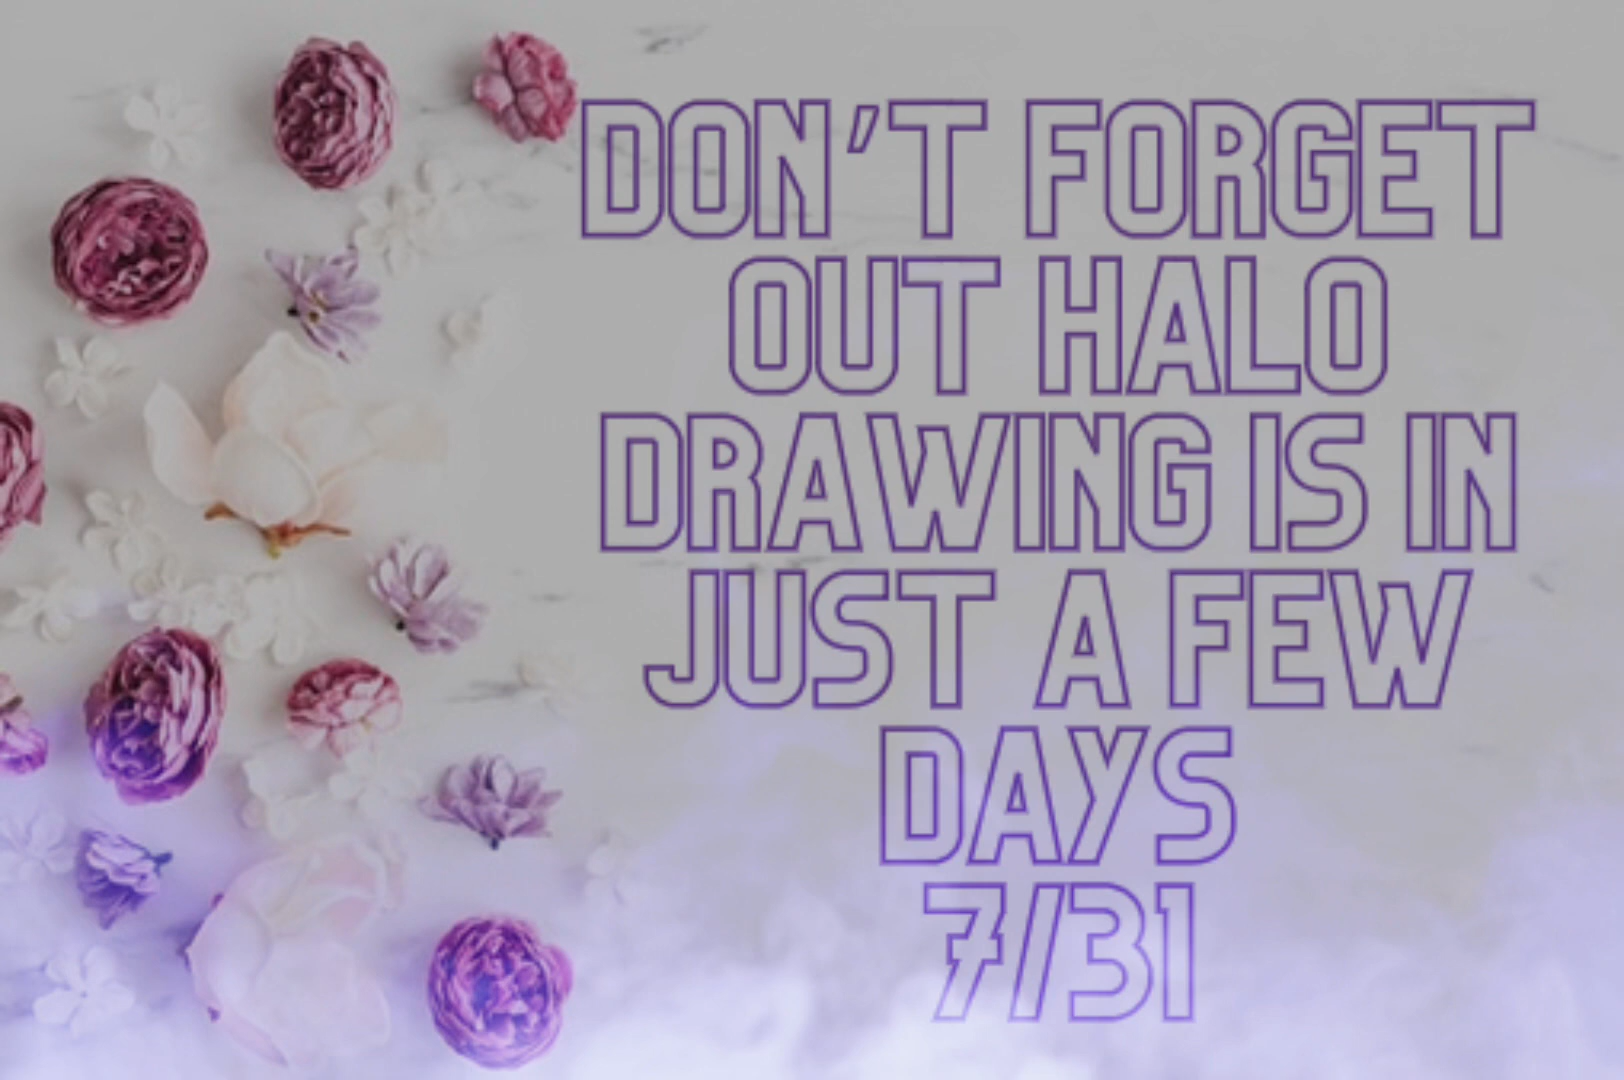 DON'T FORGET
OUT HALO
DRAWING IS IN
JUST A FEW
DAYS
7/31